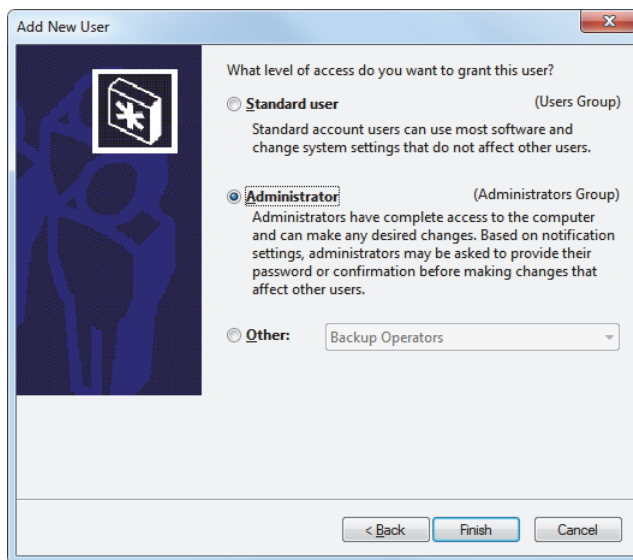 Add New User
What level of access do you want to grant this user?
Standard user (Users Group)
Standard account users can use most software and
change system settings that do not affect other users.
Administrator (Administrators Group)
Administrators have complete access to the computer
and can make any desired changes. Based on notification
settings, administrators may be asked to provide their
password or confirmation before making changes that
affect other users.
Other: Backup Operators
< Back Finish Cancel